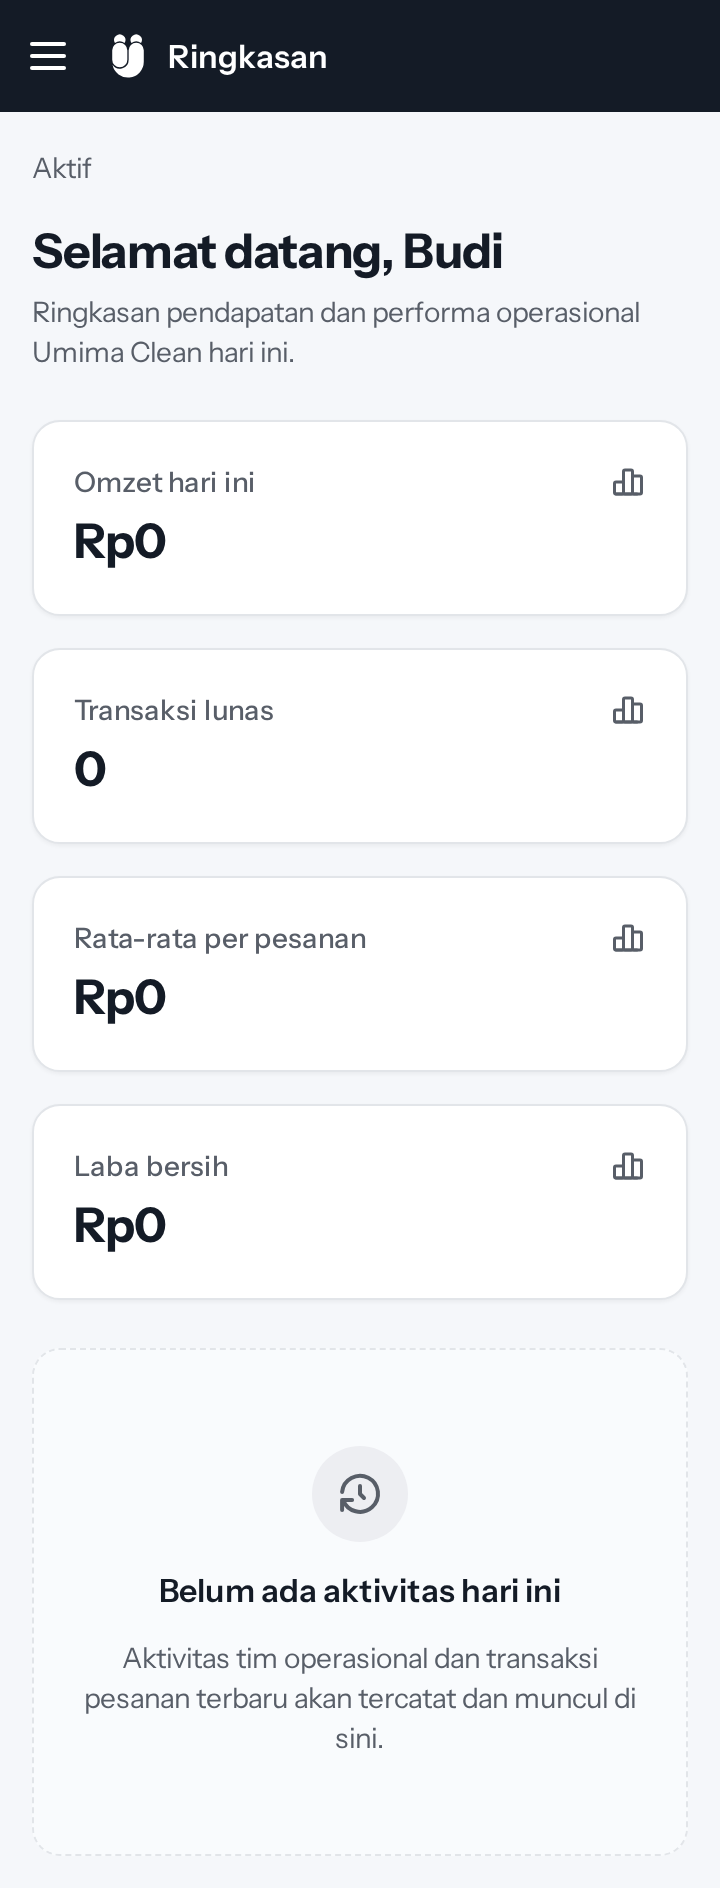 Ringkasan
Aktif
Selamat datang, Budi
Ringkasan pendapatan dan performa operasional
Umima Clean hari ini.
Omzet hari ini
Rp0
Transaksi lunas
0
Rata-rata per pesanan
Rp0
Laba bersih
Rp0
Belum ada aktivitas hari ini
Aktivitas tim operasional dan transaksi
pesanan terbaru akan tercatat dan muncul di
sini.